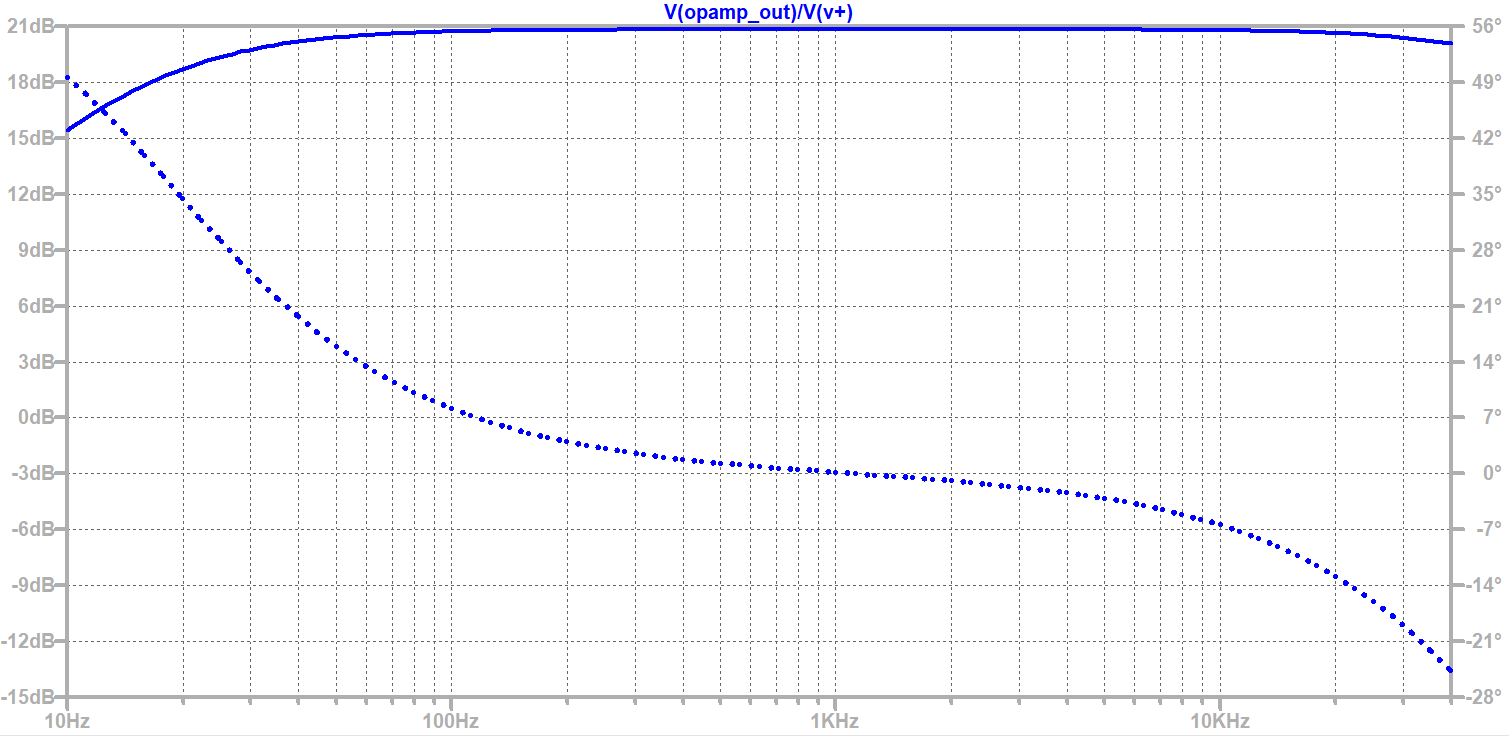 V(opamp_out)/V(v+)
21dB 56°
18dB 49°
15dB 42°
12dB 35°
9dB 28°
6dB 21°
3dB 14°
0dB 7°
-3dB 0°
-6dB -7°
-9dB -14°
-12dB -21°
-15dB -28°
10Hz 100Hz 1KHz 10KHz